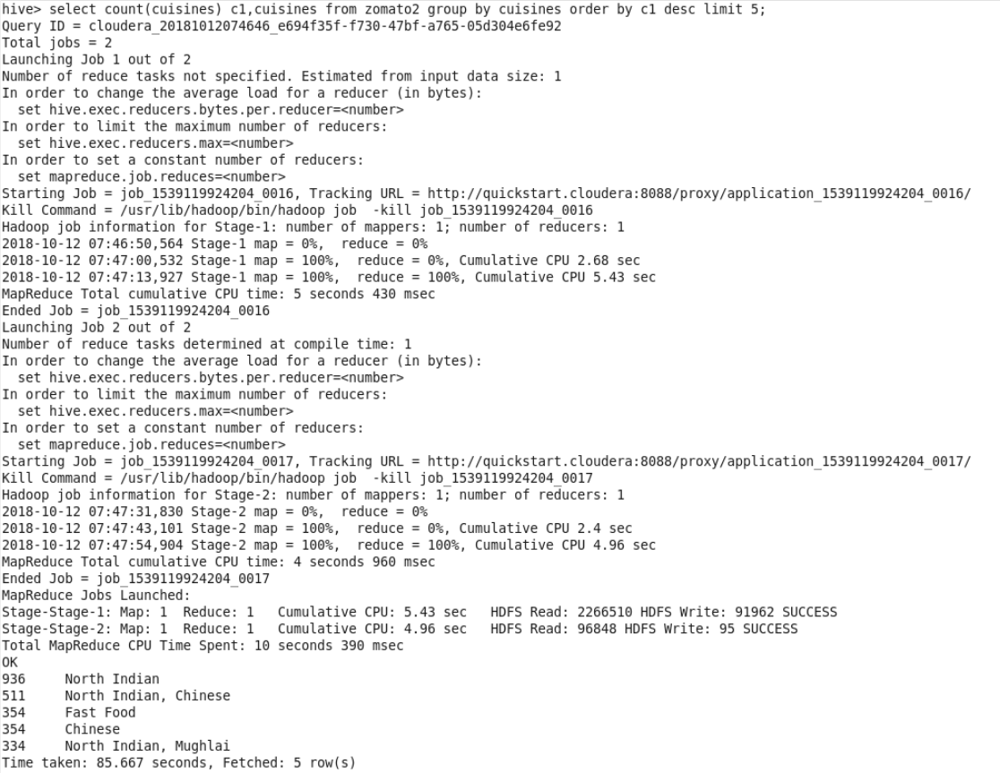 hive> select count(cuisines) c1,cuisines from zomato2 group by cuisines order by c1 desc limit 5;
Query ID = cloudera_20181012074646_e694f35f-f730-47bf-a765-05d304e6fe92
Total jobs = 2
Launching Job 1 out of 2
Number of reduce tasks not specified. Estimated from input data size: 1
In order to change the average load for a reducer (in bytes):
  set hive.exec.reducers.bytes.per.reducer=<number>
In order to limit the maximum number of reducers:
  set hive.exec.reducers.max=<number>
In order to set a constant number of reducers:
  set mapreduce.job.reduces=<number>
Starting Job = job_1539119924204_0016, Tracking URL = http://quickstart.cloudera:8088/proxy/application_1539119924204_0016/
Kill Command = /usr/lib/hadoop/bin/hadoop job  -kill job_1539119924204_0016
Hadoop job information for Stage-1: number of mappers: 1; number of reducers: 1
2018-10-12 07:46:50,564 Stage-1 map = 0%,  reduce = 0%
2018-10-12 07:47:00,532 Stage-1 map = 100%,  reduce = 0%, Cumulative CPU 2.68 sec
2018-10-12 07:47:13,927 Stage-1 map = 100%,  reduce = 100%, Cumulative CPU 5.43 sec
MapReduce Total cumulative CPU time: 5 seconds 430 msec
Ended Job = job_1539119924204_0016
Launching Job 2 out of 2
Number of reduce tasks determined at compile time: 1
In order to change the average load for a reducer (in bytes):
  set hive.exec.reducers.bytes.per.reducer=<number>
In order to limit the maximum number of reducers:
  set hive.exec.reducers.max=<number>
In order to set a constant number of reducers:
  set mapreduce.job.reduces=<number>
Starting Job = job_1539119924204_0017, Tracking URL = http://quickstart.cloudera:8088/proxy/application_1539119924204_0017/
Kill Command = /usr/lib/hadoop/bin/hadoop job  -kill job_1539119924204_0017
Hadoop job information for Stage-2: number of mappers: 1; number of reducers: 1
2018-10-12 07:47:31,830 Stage-2 map = 0%,  reduce = 0%
2018-10-12 07:47:43,101 Stage-2 map = 100%,  reduce = 0%, Cumulative CPU 2.4 sec
2018-10-12 07:47:54,904 Stage-2 map = 100%,  reduce = 100%, Cumulative CPU 4.96 sec
MapReduce Total cumulative CPU time: 4 seconds 960 msec
Ended Job = job_1539119924204_0017
MapReduce Jobs Launched:
Stage-Stage-1: Map: 1  Reduce: 1   Cumulative CPU: 5.43 sec   HDFS Read: 2266510 HDFS Write: 91962 SUCCESS
Stage-Stage-2: Map: 1  Reduce: 1   Cumulative CPU: 4.96 sec   HDFS Read: 96848 HDFS Write: 95 SUCCESS
Total MapReduce CPU Time Spent: 10 seconds 390 msec
OK
936     North Indian
511     North Indian, Chinese
354     Fast Food
354     Chinese
334     North Indian, Mughlai
Time taken: 85.667 seconds, Fetched: 5 row(s)